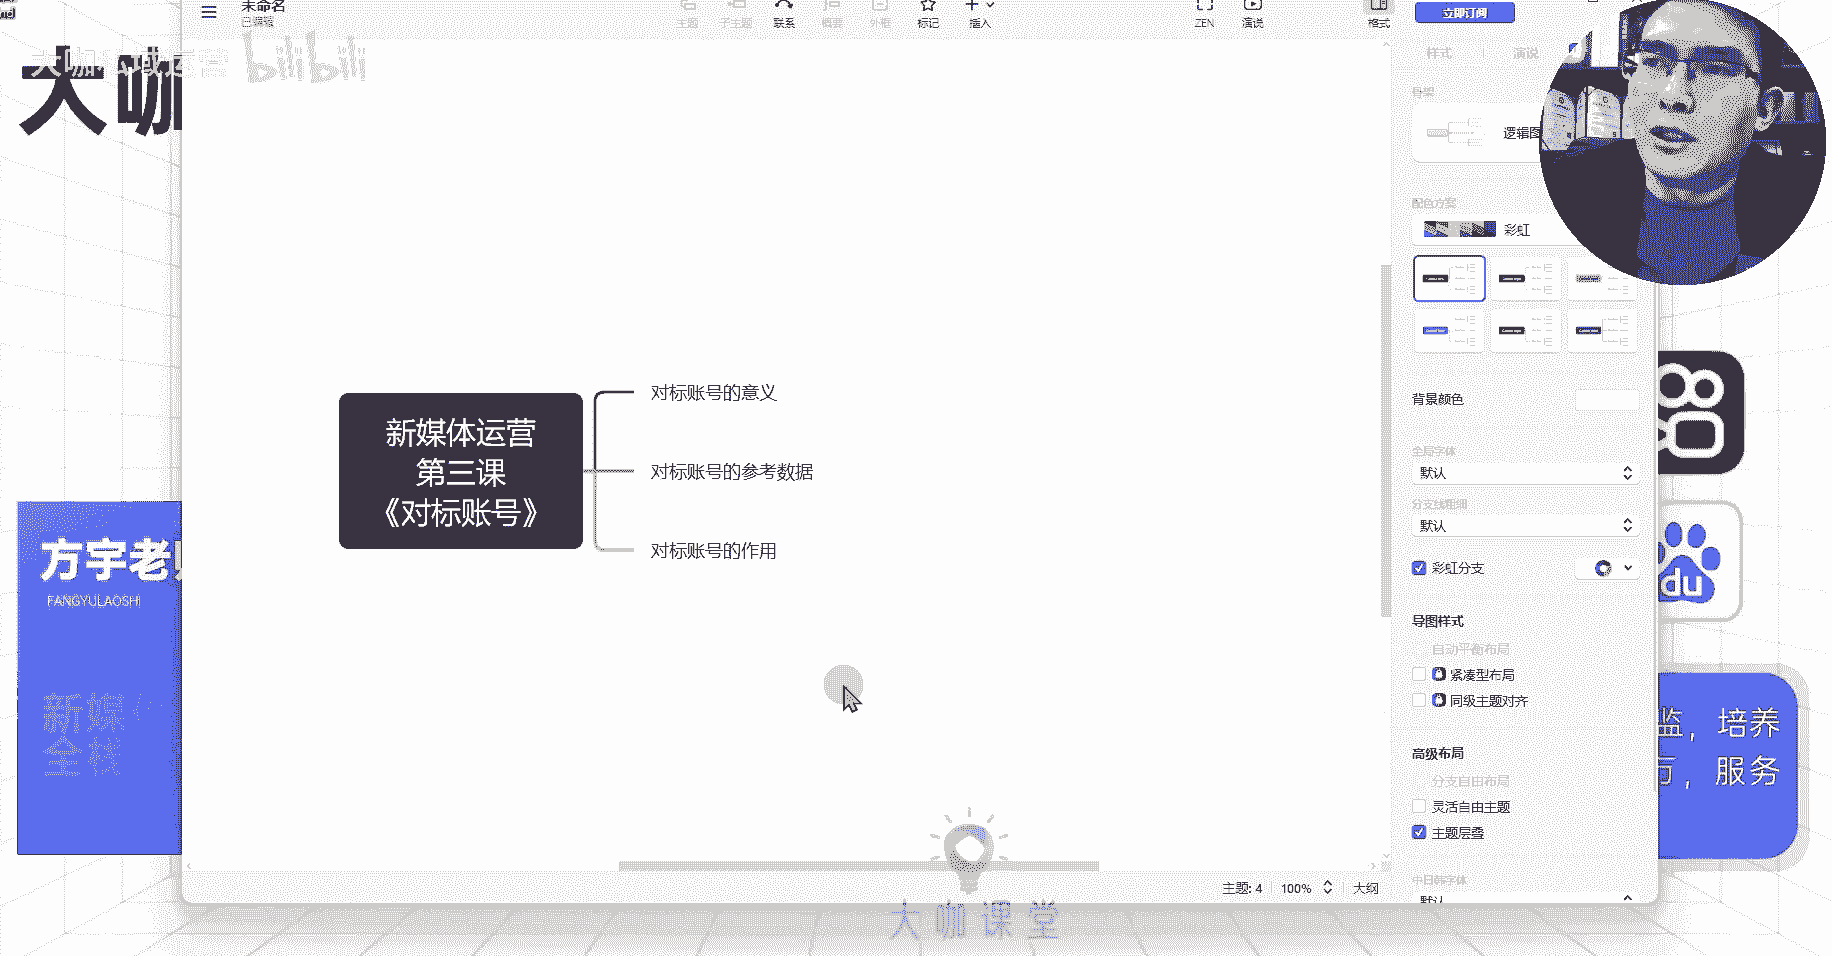 未命名
已编辑
主题
子主题
联系
概要
外框
标记
插入
ZEN
演说
格式
立即订阅
大咖私域运营 bilibili
大咖
样式
演说
骨架
逻辑图
配色方案
彩虹
新媒体运营
第三课
《对标账号》
对标账号的意义
对标账号的参考数据
对标账号的作用
背景颜色
全局字体
默认
分支线粗细
默认
彩虹分支
导图样式
自动平衡布局
紧凑型布局
同级主题对齐
高级布局
分支自由布局
灵活自由主题
主题层叠
中日韩字体
默认
方宇老
FANGYULAOSHI
新媒体
全栈
du
监，培养
，服务
主题: 4
100%
大纲
大咖课堂